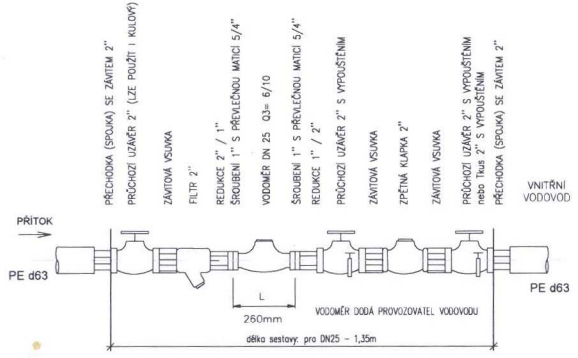 PŘECHODKA (SPOJKA) SE ZÁVITEM 2"
PRŮCHOZÍ UZÁVĚR 2" (LZE POUŽÍT I KULOVÝ)
ZÁVITOVÁ VSUVKA
FILTR 2"
REDUKCE 2" / 1"
ŠROUBENÍ 1" S PŘEVLEČNOU MATICÍ 5/4"
VODOMĚR DN 25 Q3= 6/10
ŠROUBENÍ 1" S PŘEVLEČNOU MATICÍ 5/4"
REDUKCE 1" / 2"
PRŮCHOZÍ UZÁVĚR 2" S VYPOUŠTĚNÍM
ZÁVITOVÁ VSUVKA
ZPĚTNÁ KLAPKA 2"
ZÁVITOVÁ VSUVKA
PRŮCHOZÍ UZÁVĚR 2" S VYPOUŠTĚNÍM
nebo Tkus 2" S VYPOUŠTĚNÍM
PŘECHODKA (SPOJKA) SE ZÁVITEM 2"
VNITŘNÍ
VODOVOD
PŘÍTOK
PE d63
PE d63
L
260mm
VODOMĚR DODÁ PROVOZOVATEL VODOVODU
délka sestavy: pro DN25 - 1,35m